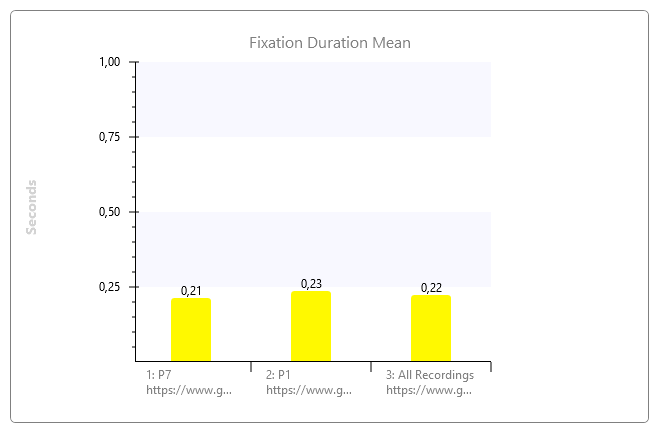 Fixation Duration Mean
1,00
0,75
0,50
0,25
Seconds
0,21
0,23
0,22
1: P7
https://www.g...
2: P1
https://www.g...
3: All Recordings
https://www.g...